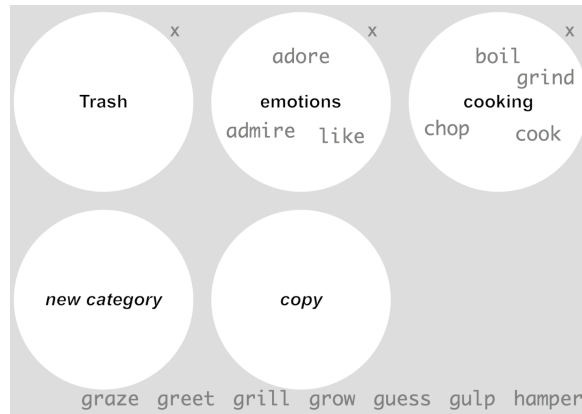 x x x
adore boil
grind
Trash emotions cooking
admire like chop cook
new category copy
graze greet grill grow guess gulp hamper